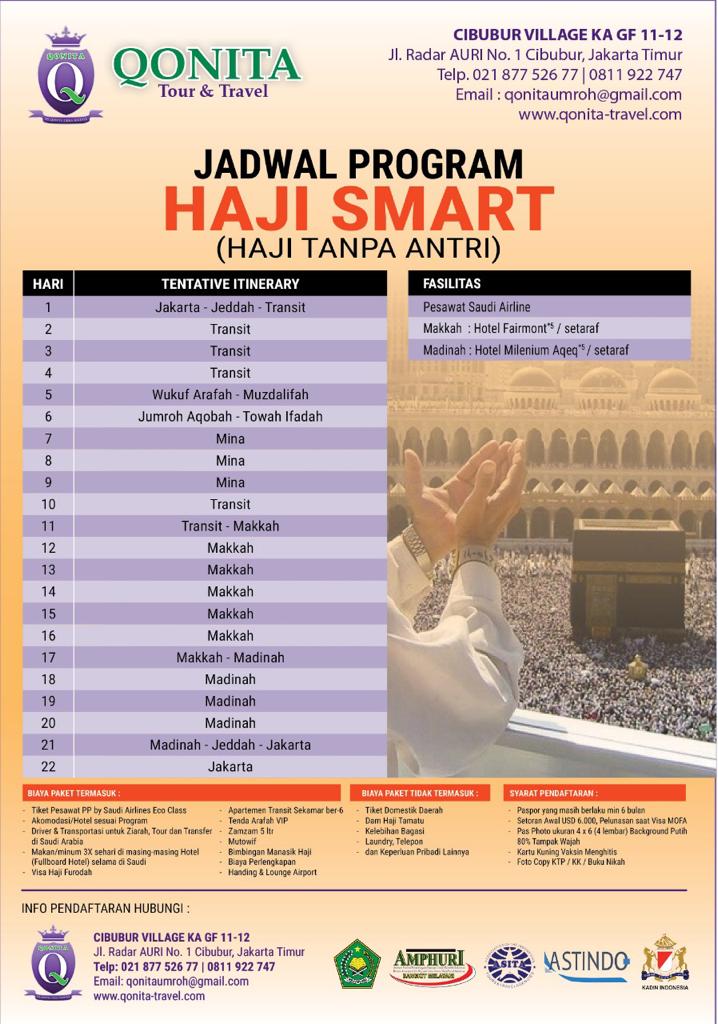 QONITA
Q
QONITA
Tour & Travel
CIBUBUR VILLAGE KA GF 11-12
Jl. Radar AURI No. 1 Cibubur, Jakarta Timur
Telp. 021 877 526 77 | 0811 922 747
Email : qonitaumroh@gmail.com
www.qonita-travel.com
JADWAL PROGRAM
HAJI SMART
(HAJI TANPA ANTRI)
HARI TENTATIVE ITINERARY
1 Jakarta - Jeddah - Transit
2 Transit
3 Transit
4 Transit
5 Wukuf Arafah - Muzdalifah
6 Jumroh Aqobah - Towah Ifadah
7 Mina
8 Mina
9 Mina
10 Transit
11 Transit - Makkah
12 Makkah
13 Makkah
14 Makkah
15 Makkah
16 Makkah
17 Makkah - Madinah
18 Madinah
19 Madinah
20 Madinah
21 Madinah - Jeddah - Jakarta
22 Jakarta
FASILITAS
Pesawat Saudi Airline
Makkah : Hotel Fairmont*5 / setaraf
Madinah : Hotel Milenium Aqeq*5 / setaraf
BIAYA PAKET TERMASUK :
- Tiket Pesawat PP by Saudi Airlines Eco Class
- Akomodasi/Hotel sesuai Program
- Driver & Transportasi untuk Ziarah, Tour dan Transfer
di Saudi Arabia
- Makan/minum 3X sehari di masing-masing Hotel
(Fullboard Hotel) selama di Saudi
- Visa Haji Furodah
- Apartemen Transit Sekamar ber-6
- Tenda Arafah VIP
- Zamzam 5 ltr
- Mutowif
- Bimbingan Manasik Haji
- Biaya Perlengkapan
- Handing & Lounge Airport
BIAYA PAKET TIDAK TERMASUK :
- Tiket Domestik Daerah
- Dam Haji Tamatu
- Kelebihan Bagasi
- Laundry, Telepon
- dan Keperluan Pribadi Lainnya
SYARAT PENDAFTARAN :
- Paspor yang masih berlaku min 6 bulan
- Setoran Awal USD 6.000, Pelunasan saat Visa MOFA
- Pas Photo ukuran 4 x 6 (4 lembar) Background Putih
80% Tampak Wajah
- Kartu Kuning Vaksin Menghitis
- Foto Copy KTP / KK / Buku Nikah
INFO PENDAFTARAN HUBUNGI :
QONITA
Q
CIBUBUR VILLAGE KA GF 11-12
Jl. Radar AURI No. 1 Cibubur, Jakarta Timur
Telp: 021 877 526 77 | 0811 922 747
Email: qonitaumroh@gmail.com
www.qonita-travel.com
AMPHURI
BANGKIT MELAYANI
ASITA
ASTINDO
KADIN INDONESIA